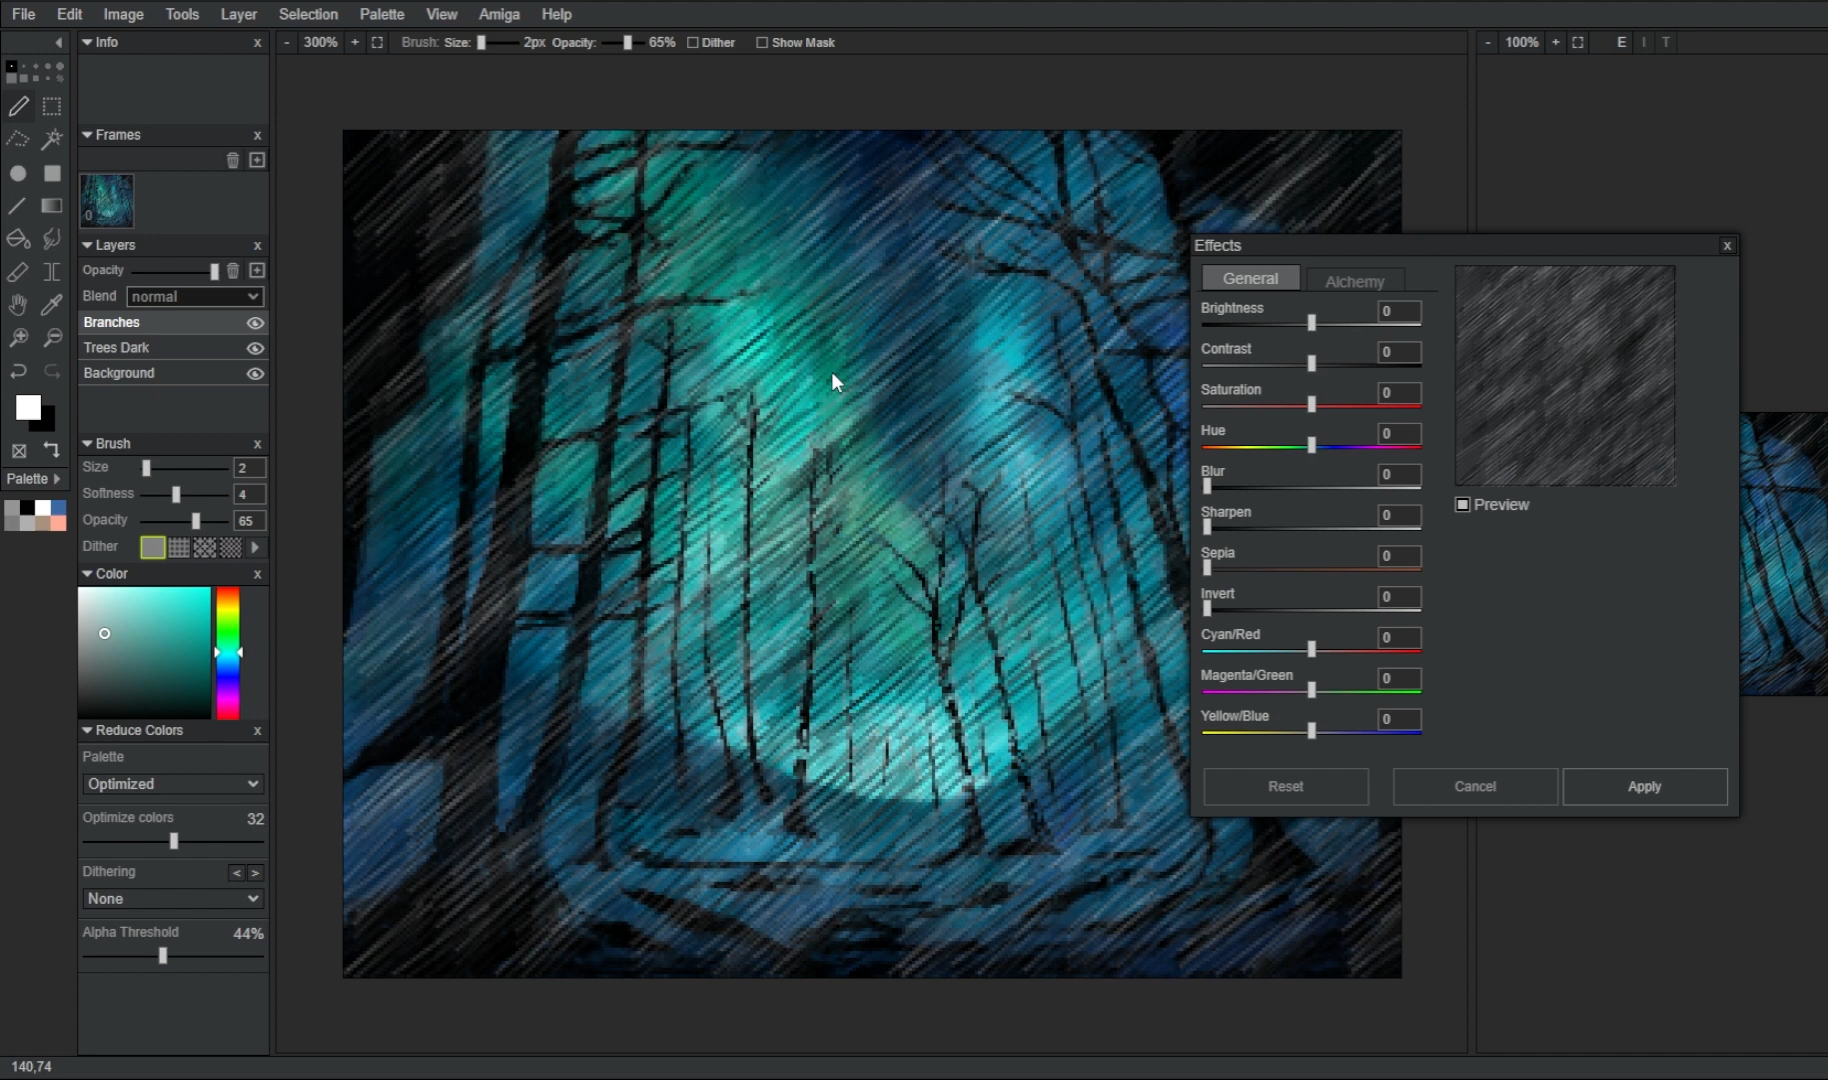 File Edit Image Tools Layer Selection Palette View Amiga Help
Info x
- 300% + Brush: Size: 2px Opacity: 65% Dither Show Mask
- 100% + E I T
Frames x
0
Layers x
Opacity
Blend normal
Branches
Trees Dark
Background
Palette
Brush x
Size 2
Softness 4
Opacity 65
Dither
Color x
Reduce Colors x
Palette
Optimized
Optimize colors 32
Dithering < >
None
Alpha Threshold 44%
Effects x
General Alchemy
Brightness 0
Contrast 0
Saturation 0
Hue 0
Blur 0
Sharpen 0
Sepia 0
Invert 0
Cyan/Red 0
Magenta/Green 0
Yellow/Blue 0
Preview
Reset Cancel Apply
140,74